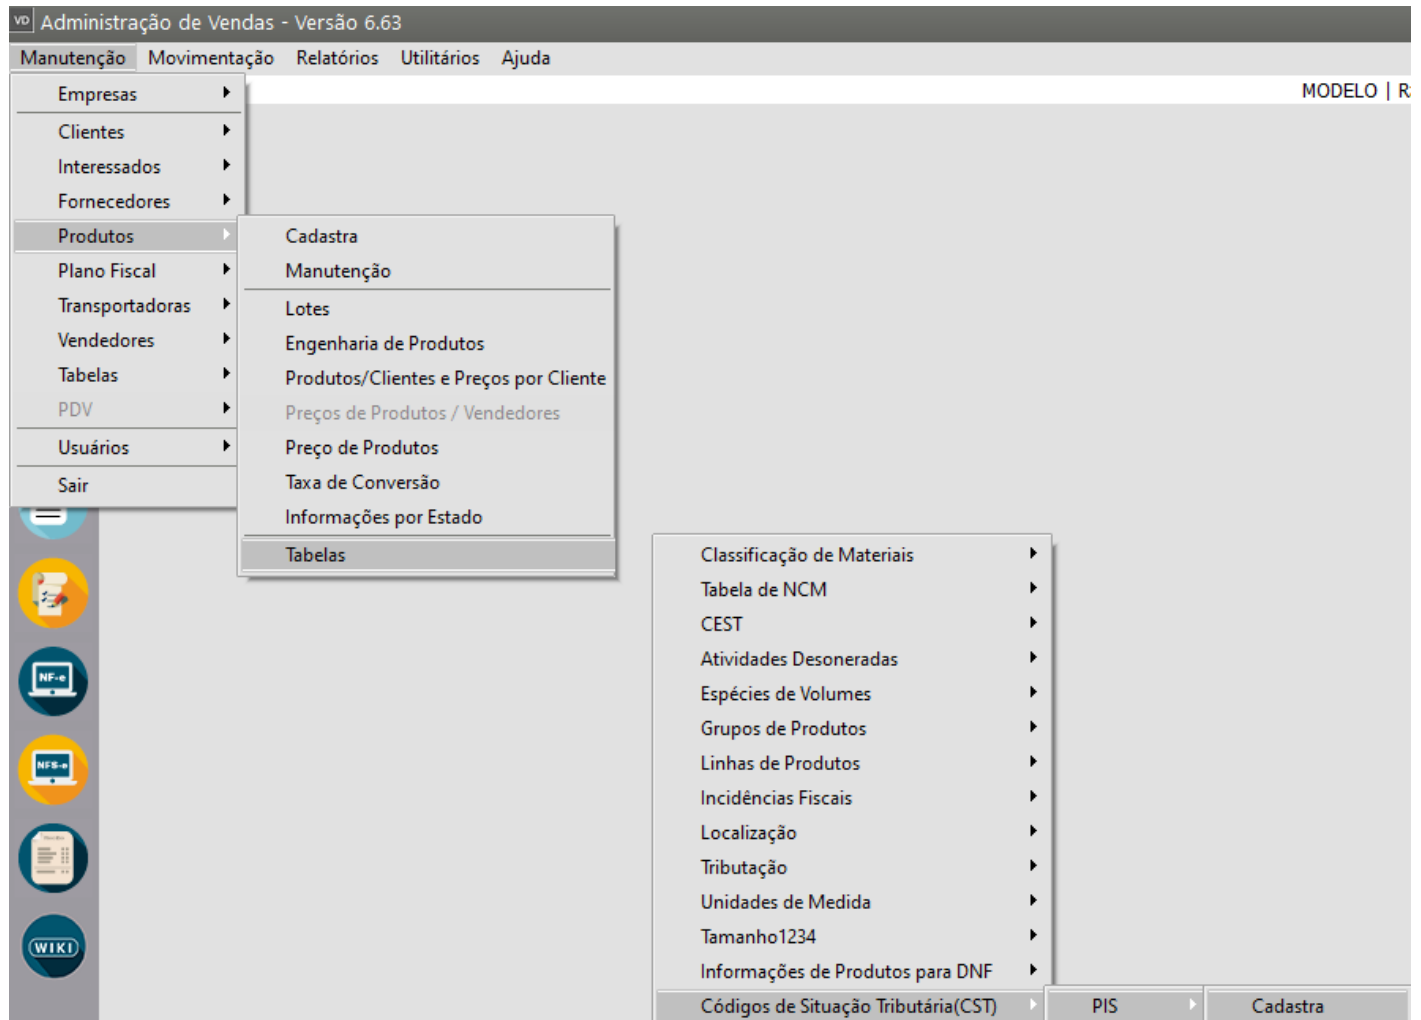 VD Administração de Vendas - Versão 6.63
Manutenção Movimentação Relatórios Utilitários Ajuda
MODELO |
Empresas
Clientes
Interessados
Fornecedores
Produtos
Plano Fiscal
Transportadoras
Vendedores
Tabelas
PDV
Usuários
Sair
Cadastra
Manutenção
Lotes
Engenharia de Produtos
Produtos/Clientes e Preços por Cliente
Preços de Produtos / Vendedores
Preço de Produtos
Taxa de Conversão
Informações por Estado
Tabelas
Classificação de Materiais
Tabela de NCM
CEST
Atividades Desoneradas
Espécies de Volumes
Grupos de Produtos
Linhas de Produtos
Incidências Fiscais
Localização
Tributação
Unidades de Medida
Tamanho1234
Informações de Produtos para DNF
Códigos de Situação Tributária(CST)
PIS
Cadastra
NF-e
NFS-e
WIKI